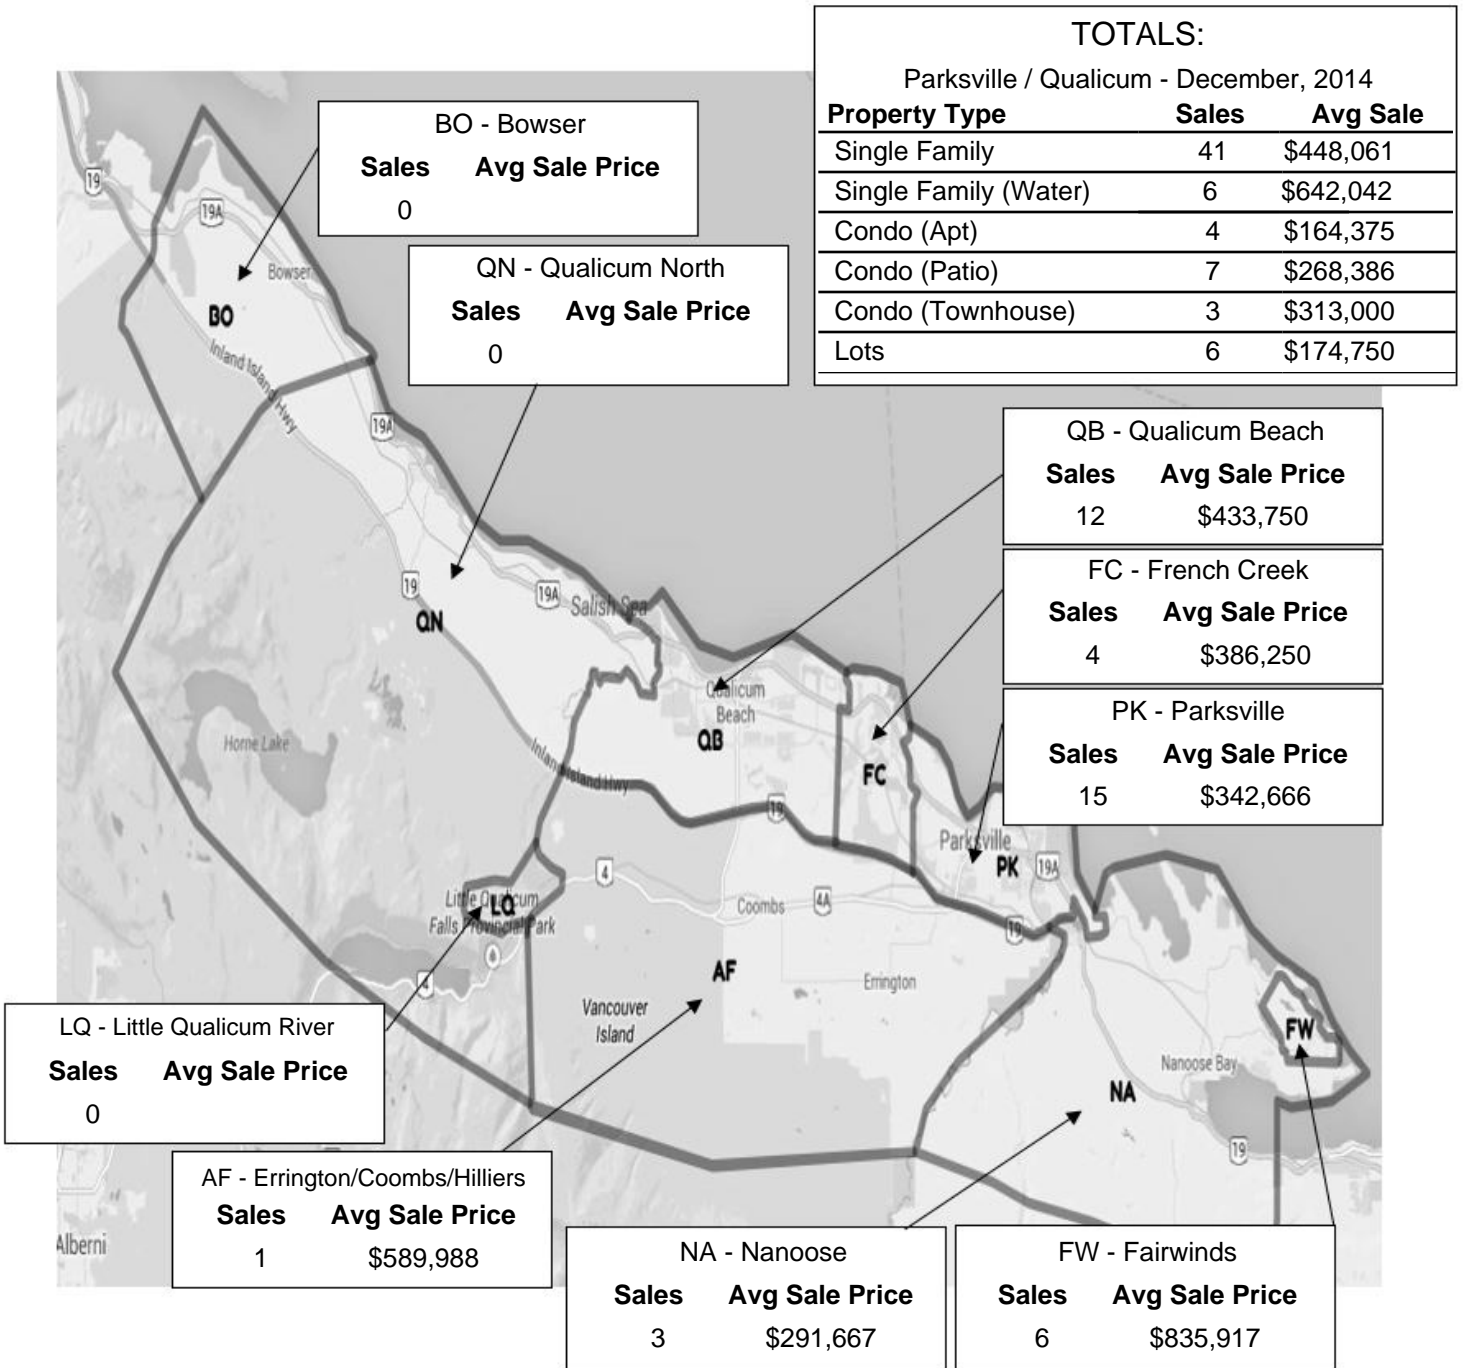 TOTALS:
Parksville / Qualicum - December, 2014
Property Type Sales Avg Sale
Single Family 41 $448,061
Single Family (Water) 6 $642,042
Condo (Apt) 4 $164,375
Condo (Patio) 7 $268,386
Condo (Townhouse) 3 $313,000
Lots 6 $174,750
BO - Bowser
Sales Avg Sale Price
0
QN - Qualicum North
Sales Avg Sale Price
0
QB - Qualicum Beach
Sales Avg Sale Price
12 $433,750
FC - French Creek
Sales Avg Sale Price
4 $386,250
PK - Parksville
Sales Avg Sale Price
15 $342,666
LQ - Little Qualicum River
Sales Avg Sale Price
0
AF - Errington/Coombs/Hilliers
Sales Avg Sale Price
1 $589,988
NA - Nanoose
Sales Avg Sale Price
3 $291,667
FW - Fairwinds
Sales Avg Sale Price
6 $835,917
19
19A
Bowser
BO
Inland Island Hwy
19A
19
QN
19A
Salish Sea
Horne Lake
Qualicum
Beach
QB
Inland Island Hwy
FC
19
Parksville
PK
19A
4
Little Qualicum
Falls Provincial Park
LQ
Coombs
4A
19
4
AF
Errington
Vancouver
Island
FW
Nanoose Bay
NA
19
Alberni